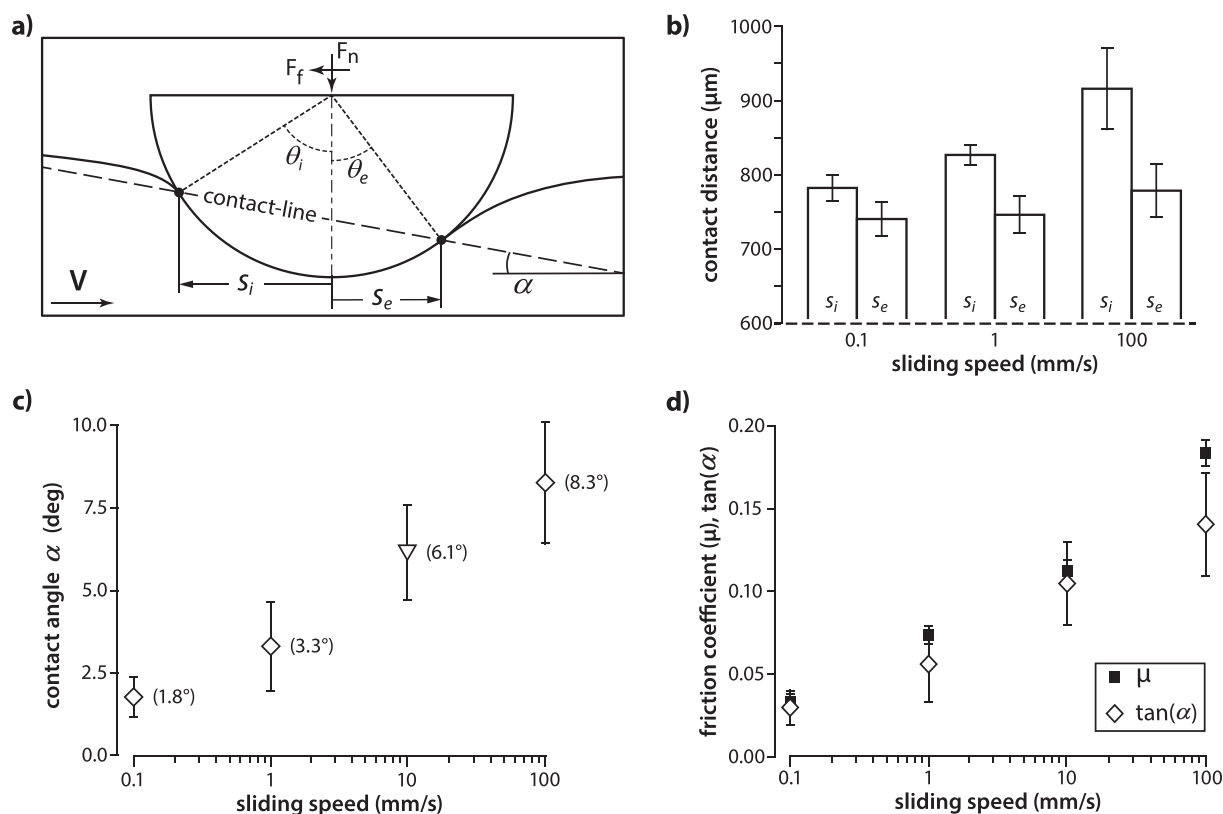 a)
F_f
F_n
θ_i
θ_e
contact-line
α
V
s_i
s_e
b)
contact distance (μm)
1000
900
800
700
600
s_i s_e s_i s_e s_i s_e
0.1 1 100
sliding speed (mm/s)
c)
contact angle α (deg)
10.0
7.5
5.0
2.5
0.0
(1.8°)
(3.3°)
(6.1°)
(8.3°)
0.1 1 10 100
sliding speed (mm/s)
d)
friction coefficient (μ), tan(α)
0.20
0.15
0.10
0.05
0.00
μ
tan(α)
0.1 1 10 100
sliding speed (mm/s)